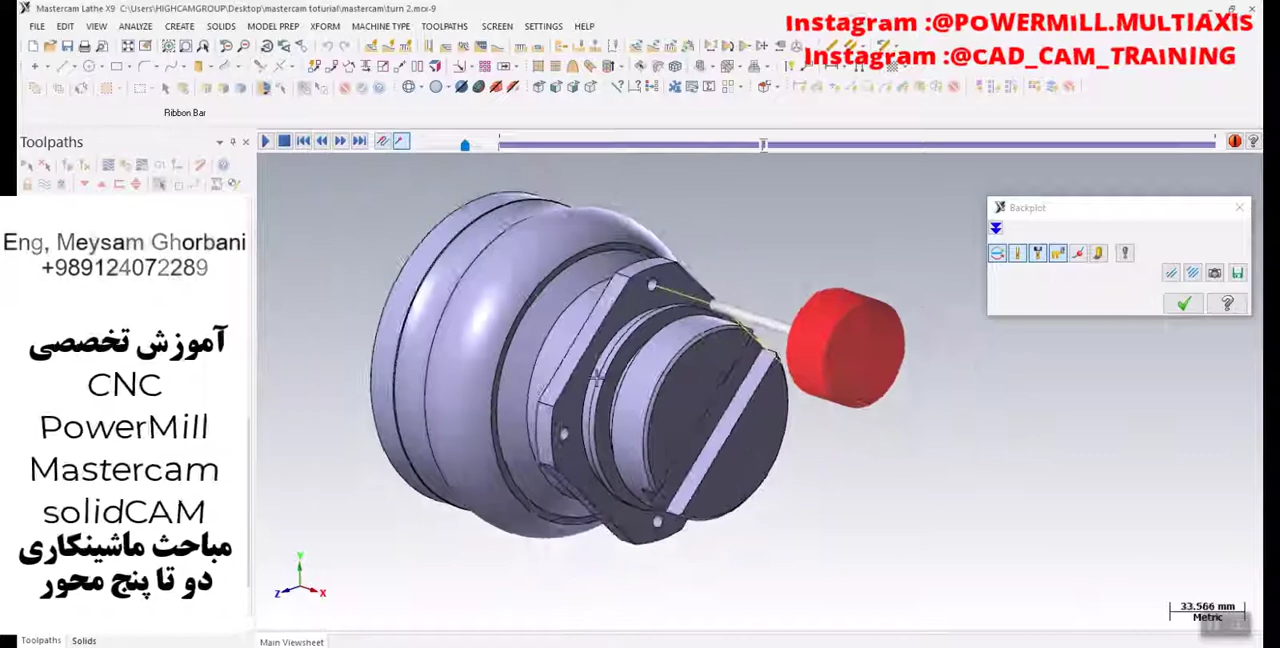 Mastercam Lathe X9 C:\Users\HIGHCAMGROUP\Desktop\mastercam toturial\mastercam\turn 2.mcx-9
Instagram :@POWERMILL.MULTIAXIS
FILE EDIT VIEW ANALYZE CREATE SOLIDS MODEL PREP XFORM MACHINE TYPE TOOLPATHS SCREEN SETTINGS HELP
Instagram :@CAD_CAM_TRAINING
Ribbon Bar
Toolpaths
Backplot
Eng, Meysam Ghorbani
+989124072289
آموزش تخصصی
CNC
PowerMill
Mastercam
solidCAM
مباحث ماشینکاری
دو تا پنج محور
Y
Z
X
33.566 mm
Metric
Toolpaths Solids
Main Viewsheet